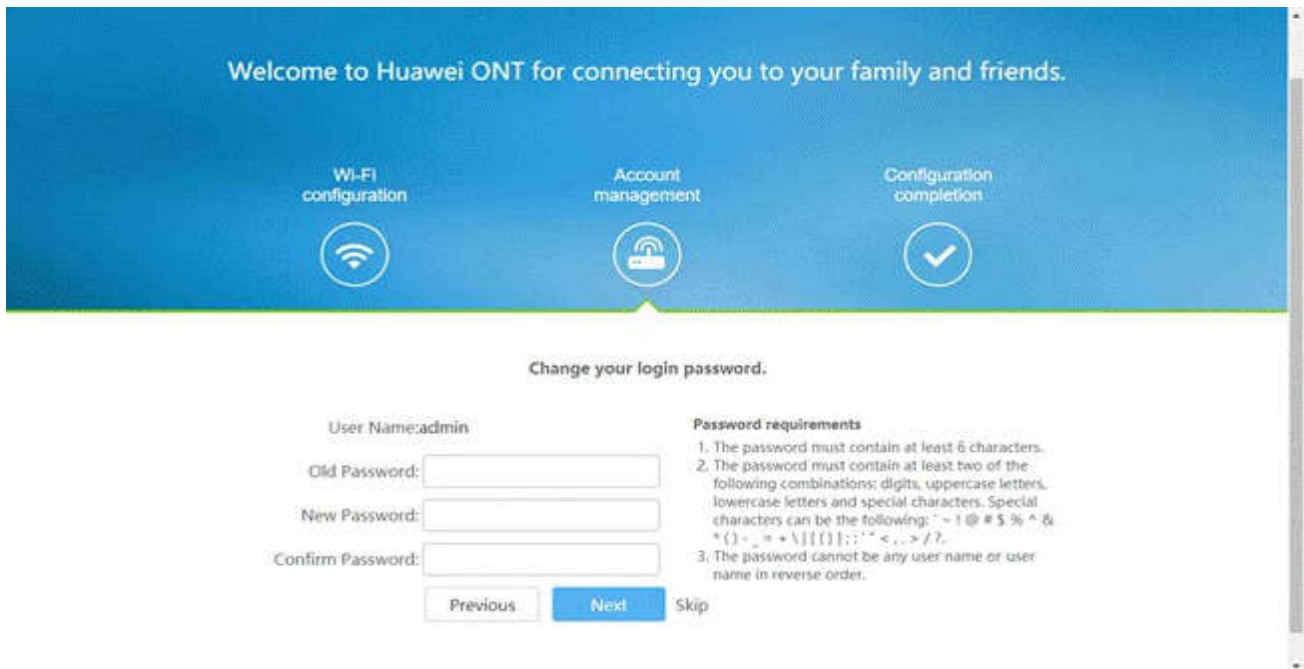 Welcome to Huawei ONT for connecting you to your family and friends.
Wi-Fi
configuration
Account
management
Configuration
completion
Change your login password.
User Name:admin
Old Password:
New Password:
Confirm Password:
Previous
Next
Skip
Password requirements
1. The password must contain at least 6 characters.
2. The password must contain at least two of the
following combinations: digits, uppercase letters,
lowercase letters and special characters. Special
characters can be the following: ` ~ ! @ # $ % ^ &
* ( ) - _ = + \ | [ { } ] ; : ' " < , . > / ?.
3. The password cannot be any user name or user
name in reverse order.